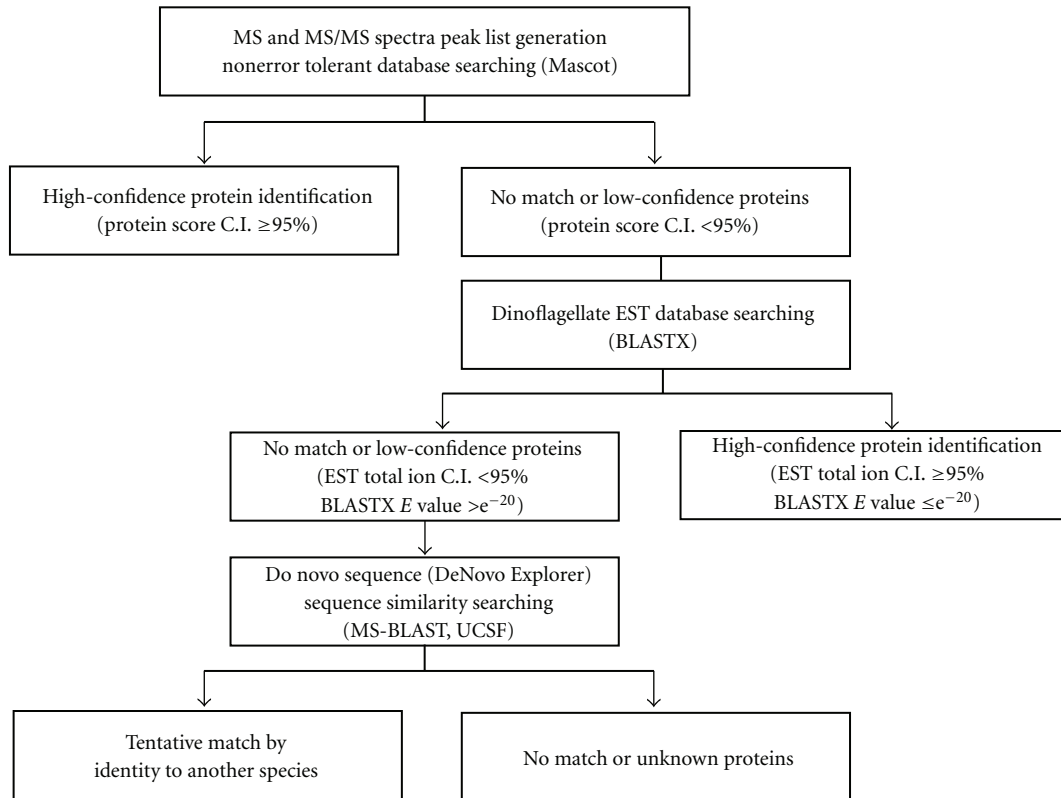 MS and MS/MS spectra peak list generation
nonerror tolerant database searching (Mascot)
High-confidence protein identification
(protein score C.I. ≥95%)
No match or low-confidence proteins
(protein score C.I. <95%)
Dinoflagellate EST database searching
(BLASTX)
No match or low-confidence proteins
(EST total ion C.I. <95%
BLASTX E value >e⁻²⁰)
High-confidence protein identification
(EST total ion C.I. ≥95%
BLASTX E value ≤e⁻²⁰)
Do novo sequence (DeNovo Explorer)
sequence similarity searching
(MS-BLAST, UCSF)
Tentative match by
identity to another species
No match or unknown proteins